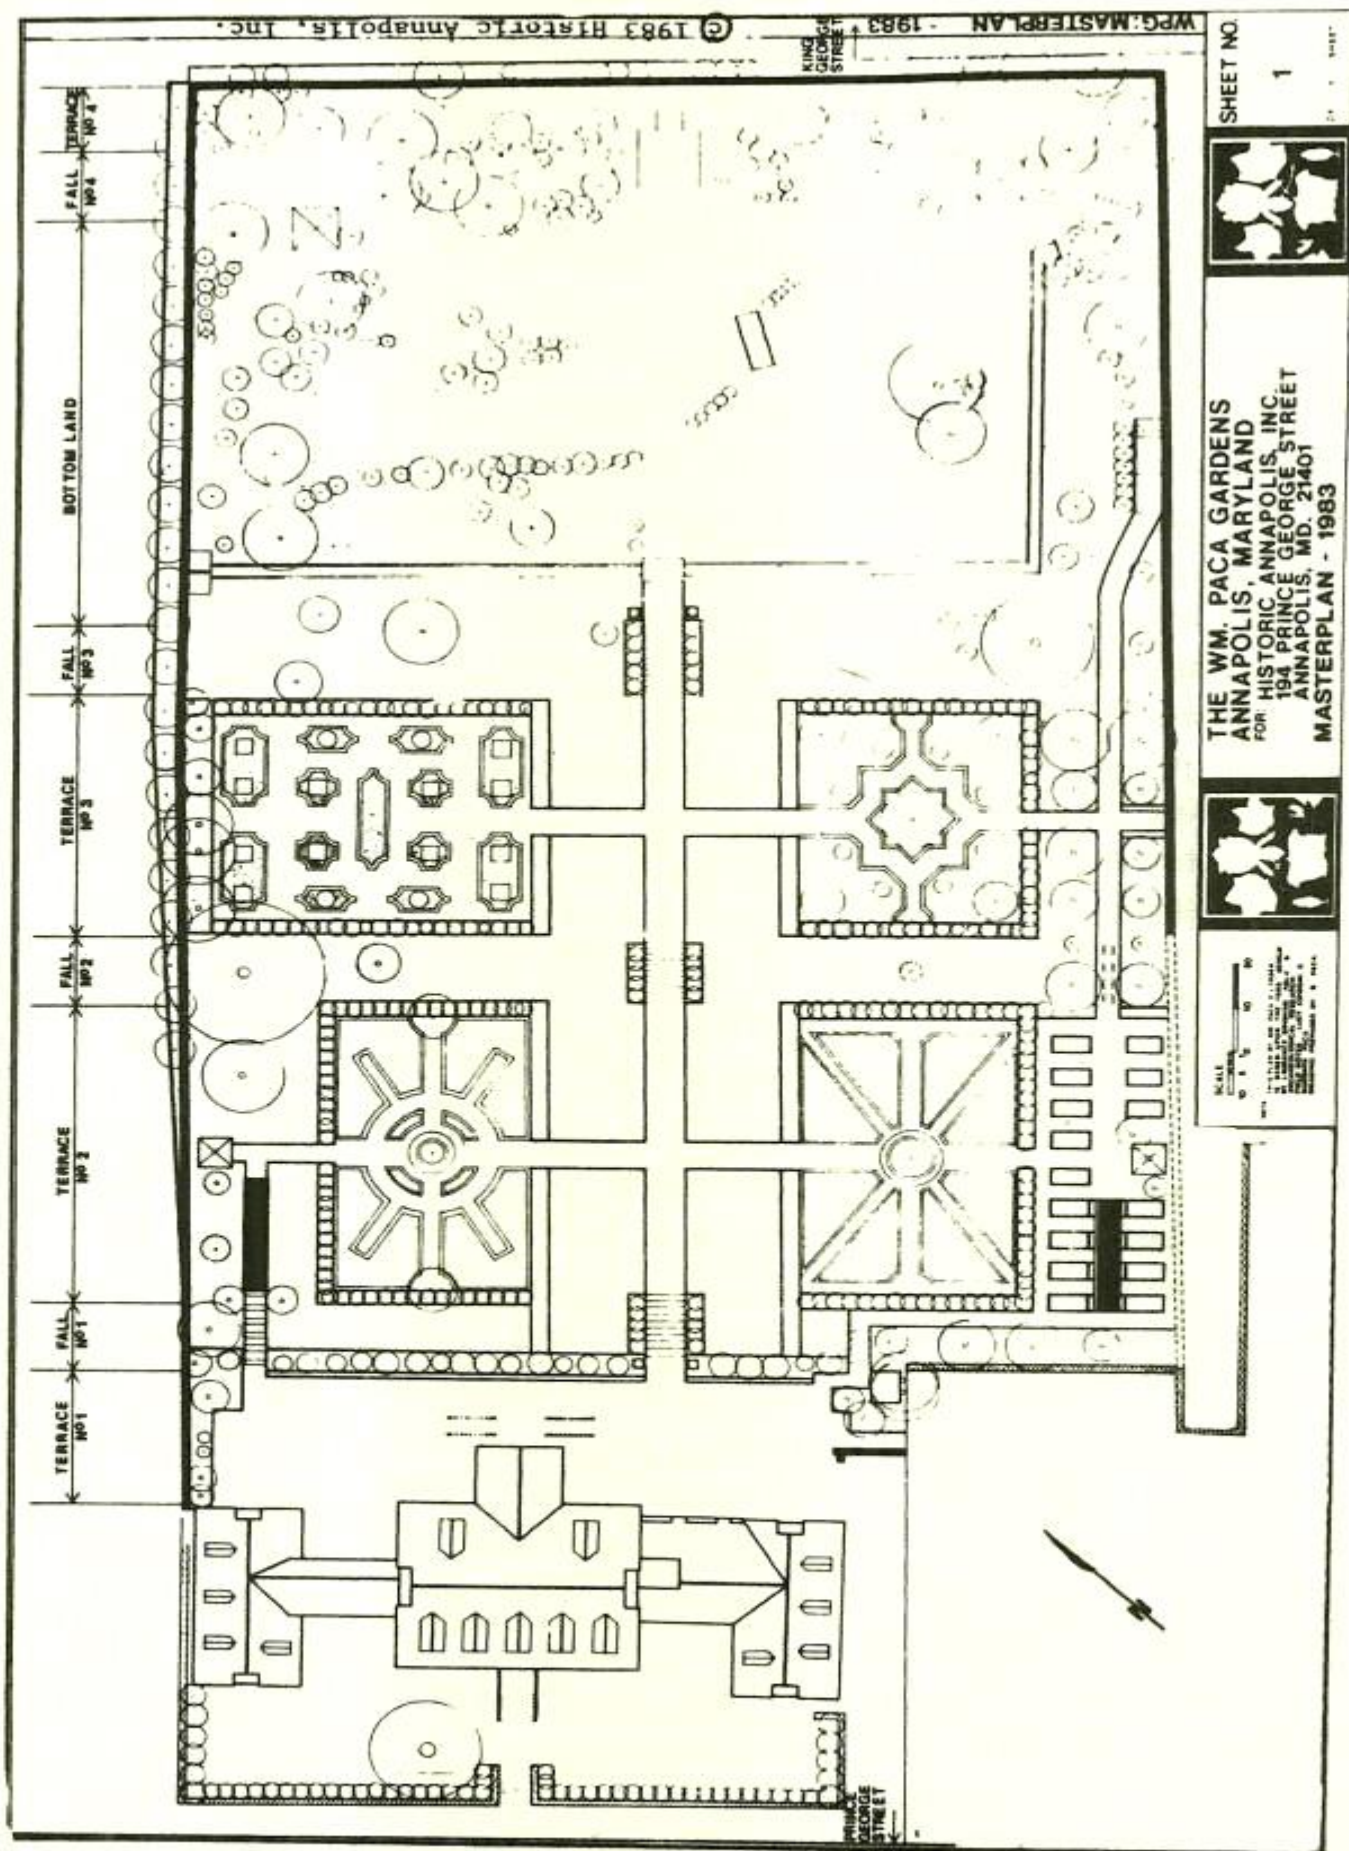 WPG:MASTERPLAN - 1983
© 1983 Historic Annapolis, Inc.
KING
GEORGE
STREET
TERRACE
Nº 4
FALL
Nº 4
BOTTOM LAND
FALL
Nº 3
TERRACE
Nº 3
FALL
Nº 2
TERRACE
Nº 2
FALL
Nº 1
TERRACE
Nº 1
PRINCE
GEORGE
STREET
N
SHEET NO.
1
THE WM. PACA GARDENS
ANNAPOLIS, MARYLAND
FOR: HISTORIC ANNAPOLIS, INC.
194 PRINCE GEORGE STREET
ANNAPOLIS, MD. 21401
MASTERPLAN - 1983
SCALE